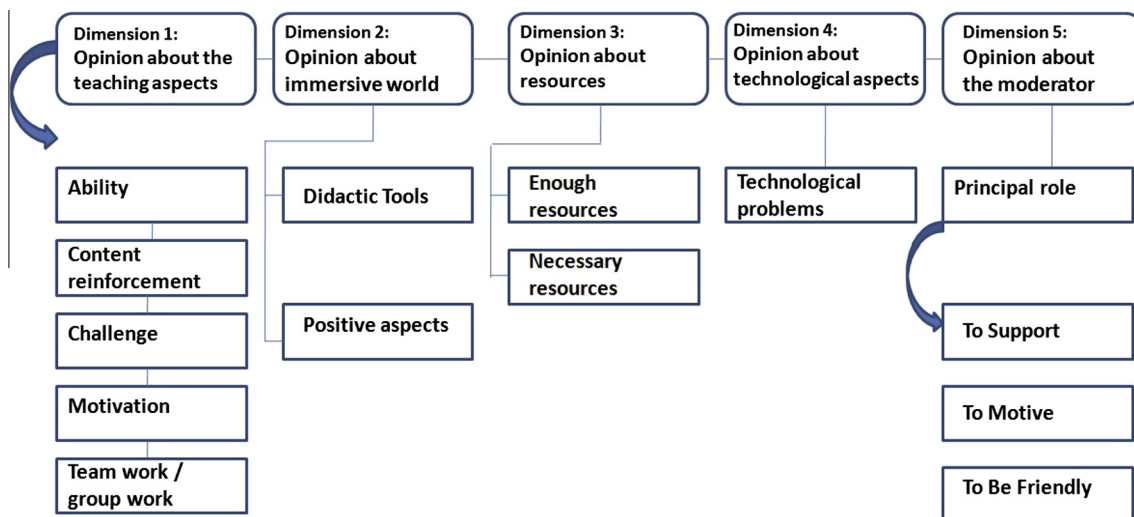 Dimension 1:
Opinion about the
teaching aspects
Dimension 2:
Opinion about
immersive world
Dimension 3:
Opinion about
resources
Dimension 4:
Opinion about
technological aspects
Dimension 5:
Opinion about
the moderator
Ability
Content
reinforcement
Challenge
Motivation
Team work /
group work
Didactic Tools
Positive aspects
Enough
resources
Necessary
resources
Technological
problems
Principal role
To Support
To Motive
To Be Friendly